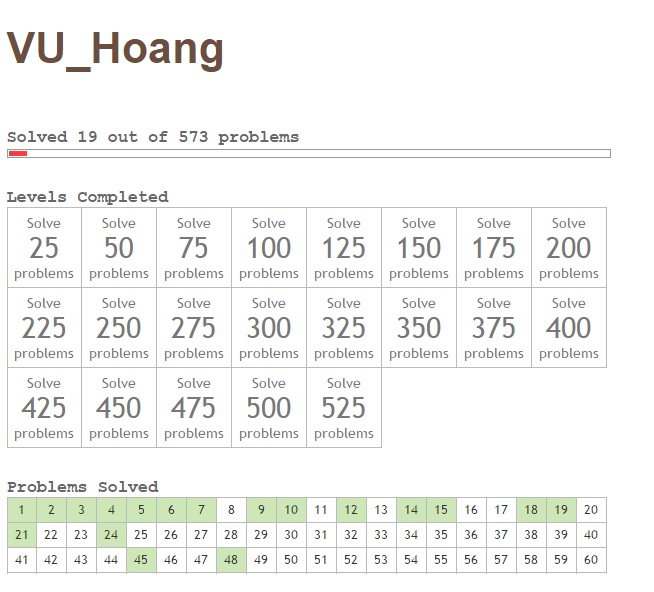 VU_Hoang
Solved 19 out of 573 problems
Levels Completed
Solve Solve Solve Solve Solve Solve Solve Solve
25 50 75 100 125 150 175 200
problems problems problems problems problems problems problems problems
Solve Solve Solve Solve Solve Solve Solve Solve
225 250 275 300 325 350 375 400
problems problems problems problems problems problems problems problems
Solve Solve Solve Solve Solve
425 450 475 500 525
problems problems problems problems problems
Problems Solved
1 2 3 4 5 6 7 8 9 10 11 12 13 14 15 16 17 18 19 20
21 22 23 24 25 26 27 28 29 30 31 32 33 34 35 36 37 38 39 40
41 42 43 44 45 46 47 48 49 50 51 52 53 54 55 56 57 58 59 60